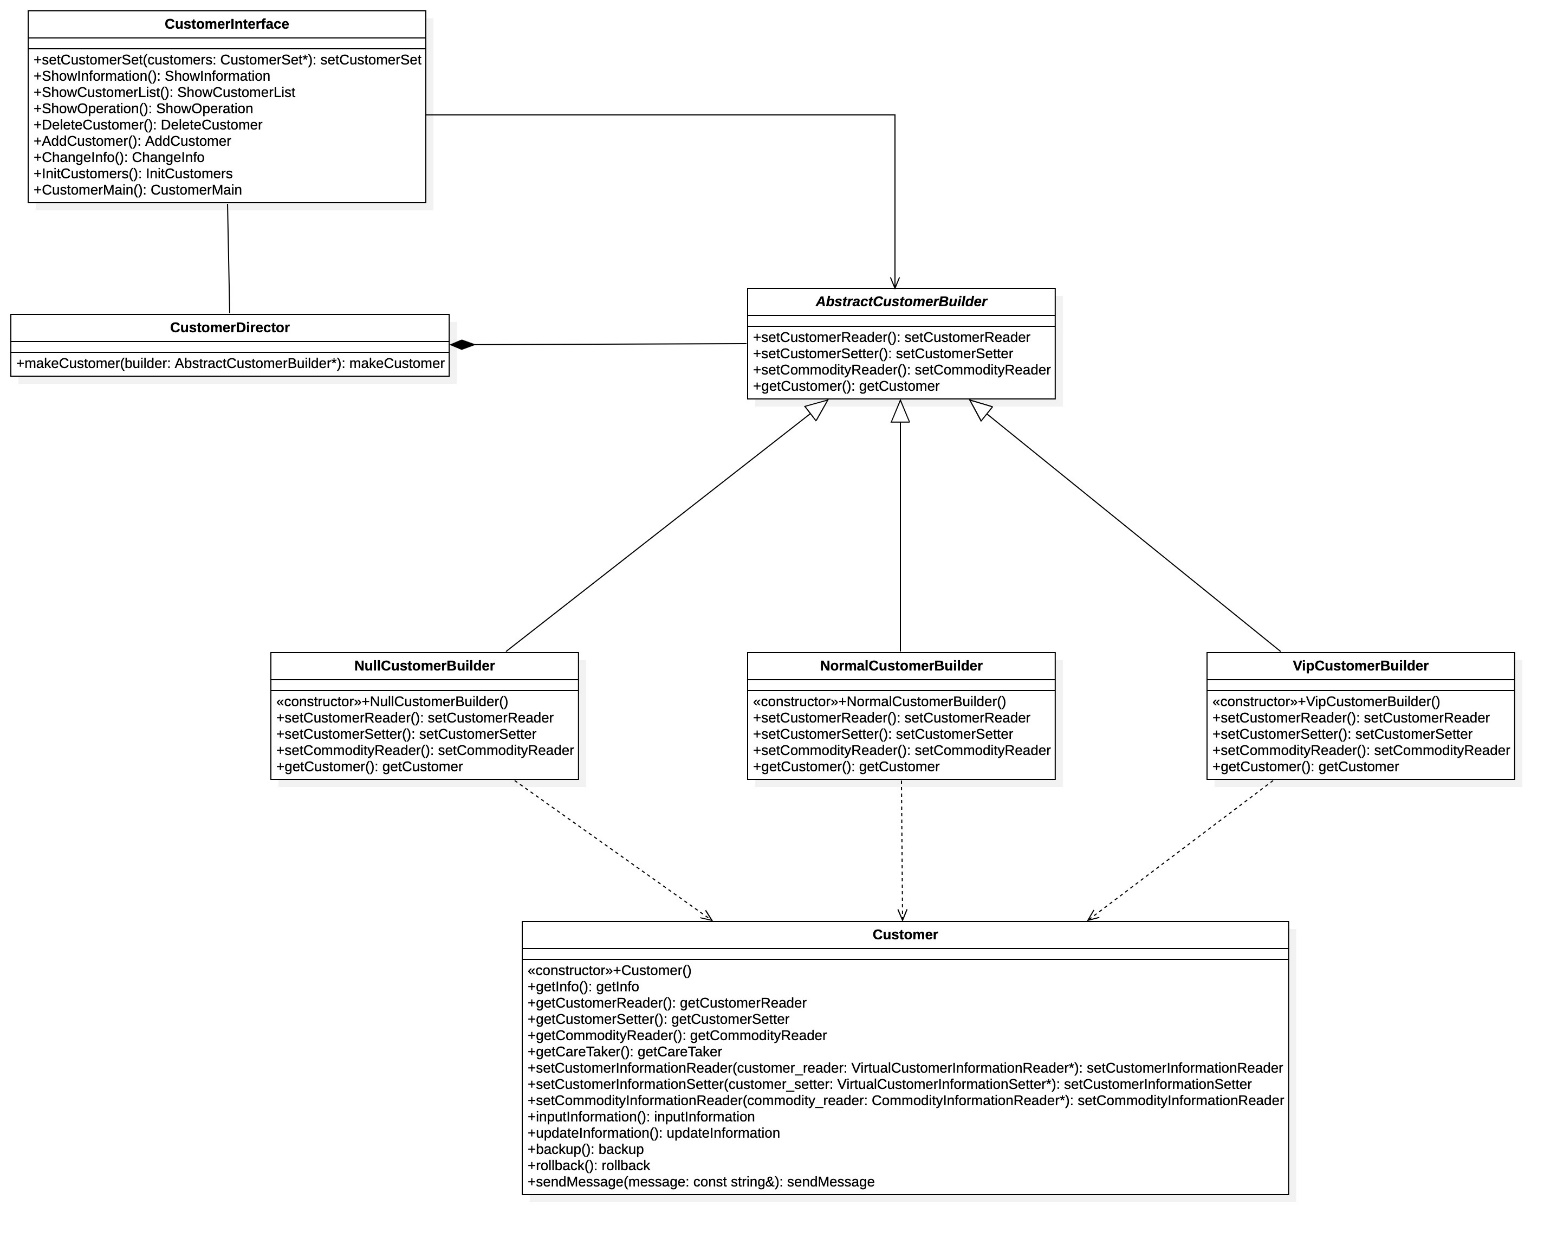 CustomerInterface
+setCustomerSet(customers: CustomerSet*): setCustomerSet
+ShowInformation(): ShowInformation
+ShowCustomerList(): ShowCustomerList
+ShowOperation(): ShowOperation
+DeleteCustomer(): DeleteCustomer
+AddCustomer(): AddCustomer
+ChangeInfo(): ChangeInfo
+InitCustomers(): InitCustomers
+CustomerMain(): CustomerMain
CustomerDirector
+makeCustomer(builder: AbstractCustomerBuilder*): makeCustomer
AbstractCustomerBuilder
+setCustomerReader(): setCustomerReader
+setCustomerSetter(): setCustomerSetter
+setCommodityReader(): setCommodityReader
+getCustomer(): getCustomer
NullCustomerBuilder
«constructor»+NullCustomerBuilder()
+setCustomerReader(): setCustomerReader
+setCustomerSetter(): setCustomerSetter
+setCommodityReader(): setCommodityReader
+getCustomer(): getCustomer
NormalCustomerBuilder
«constructor»+NormalCustomerBuilder()
+setCustomerReader(): setCustomerReader
+setCustomerSetter(): setCustomerSetter
+setCommodityReader(): setCommodityReader
+getCustomer(): getCustomer
VipCustomerBuilder
«constructor»+VipCustomerBuilder()
+setCustomerReader(): setCustomerReader
+setCustomerSetter(): setCustomerSetter
+setCommodityReader(): setCommodityReader
+getCustomer(): getCustomer
Customer
«constructor»+Customer()
+getInfo(): getInfo
+getCustomerReader(): getCustomerReader
+getCustomerSetter(): getCustomerSetter
+getCommodityReader(): getCommodityReader
+getCareTaker(): getCareTaker
+setCustomerInformationReader(customer_reader: VirtualCustomerInformationReader*): setCustomerInformationReader
+setCustomerInformationSetter(customer_setter: VirtualCustomerInformationSetter*): setCustomerInformationSetter
+setCommodityInformationReader(commodity_reader: CommodityInformationReader*): setCommodityInformationReader
+inputInformation(): inputInformation
+updateInformation(): updateInformation
+backup(): backup
+rollback(): rollback
+sendMessage(message: const string&): sendMessage